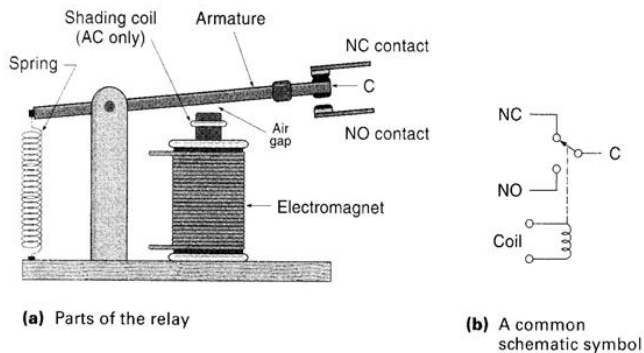 Shading coil
(AC only)
Armature
NC contact
Spring
C
Air
gap
NO contact
Electromagnet
NC
C
NO
Coil
(a) Parts of the relay
(b) A common
schematic symbol